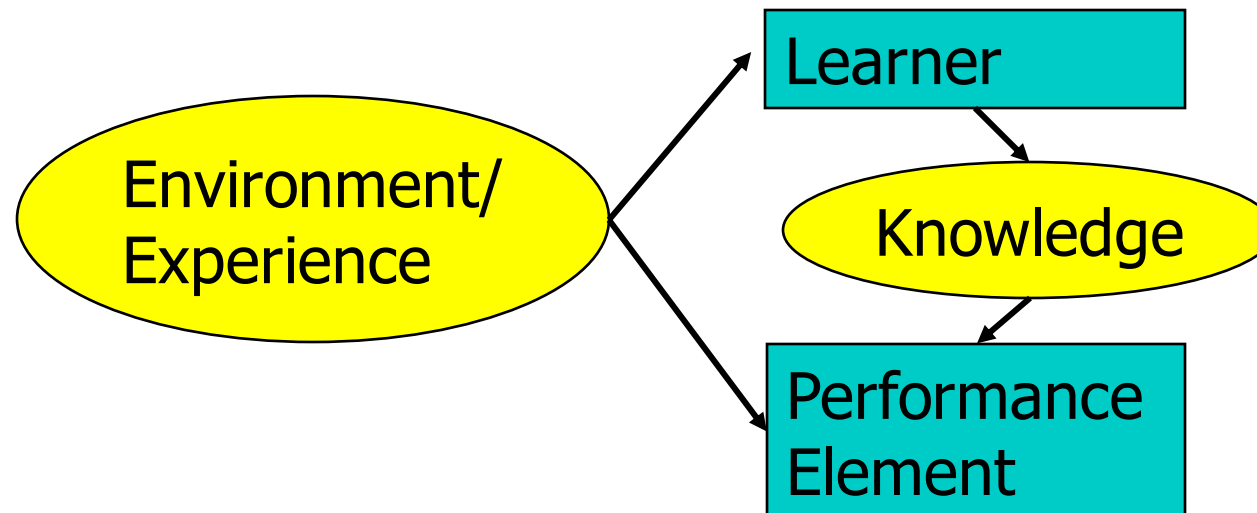 Learner
Environment/
Experience
Knowledge
Performance
Element